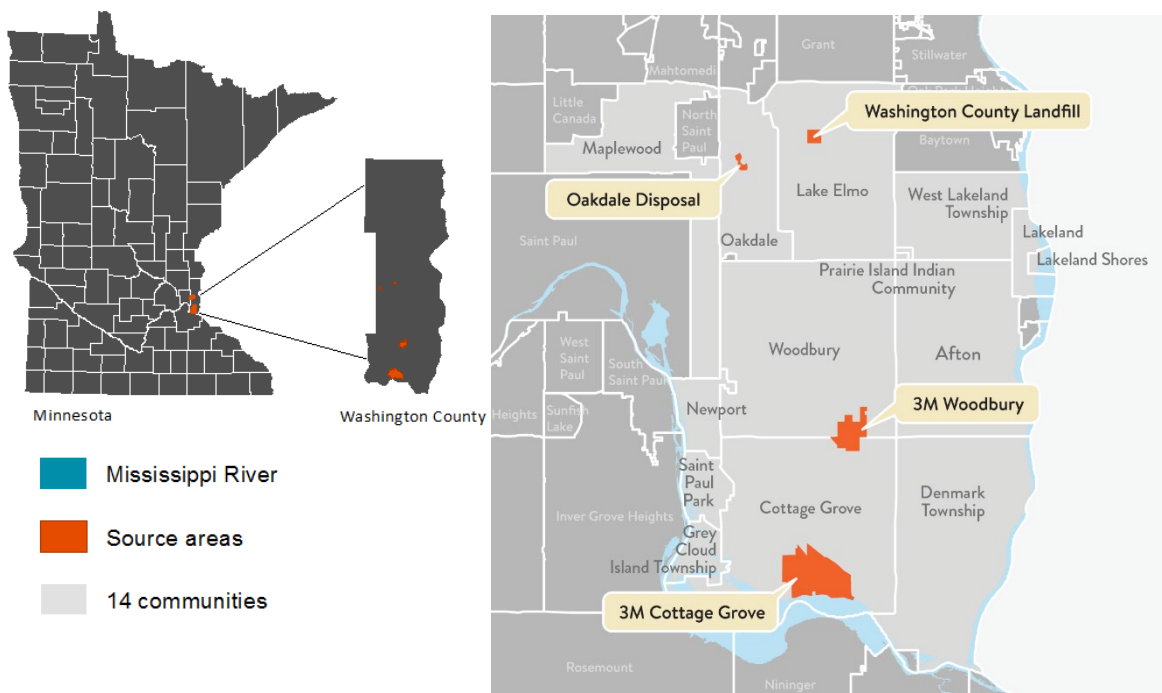 Minnesota
Washington County
Mississippi River
Source areas
14 communities
Grant
Stillwater
Mahtomedi
Oak Park Heights
Little
Canada
North
Saint
Paul
Washington County Landfill
Baytown
Maplewood
Oakdale Disposal
Lake Elmo
West Lakeland
Township
Lakeland
Lakeland Shores
Saint Paul
Oakdale
Prairie Island Indian
Community
West
Saint
Paul
South
Saint Paul
Woodbury
Afton
3M Woodbury
Heights
Sunfish
Lake
Newport
Saint
Paul
Park
Cottage Grove
Denmark
Township
Inver Grove Heights
Grey
Cloud
Island Township
3M Cottage Grove
Rosemount
Nininger